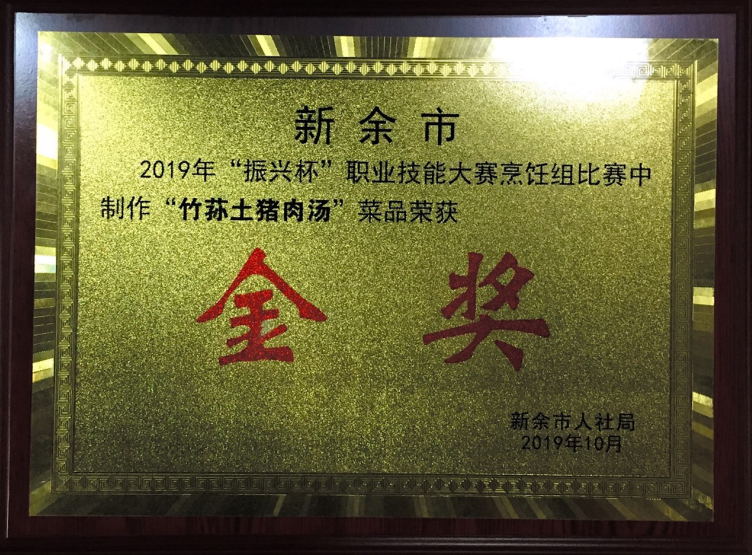 新余市
2019年“振兴杯”职业技能大赛烹饪组比赛中
制作“竹荪土猪肉汤”菜品荣获
金奖
新余市人社局
2019年10月